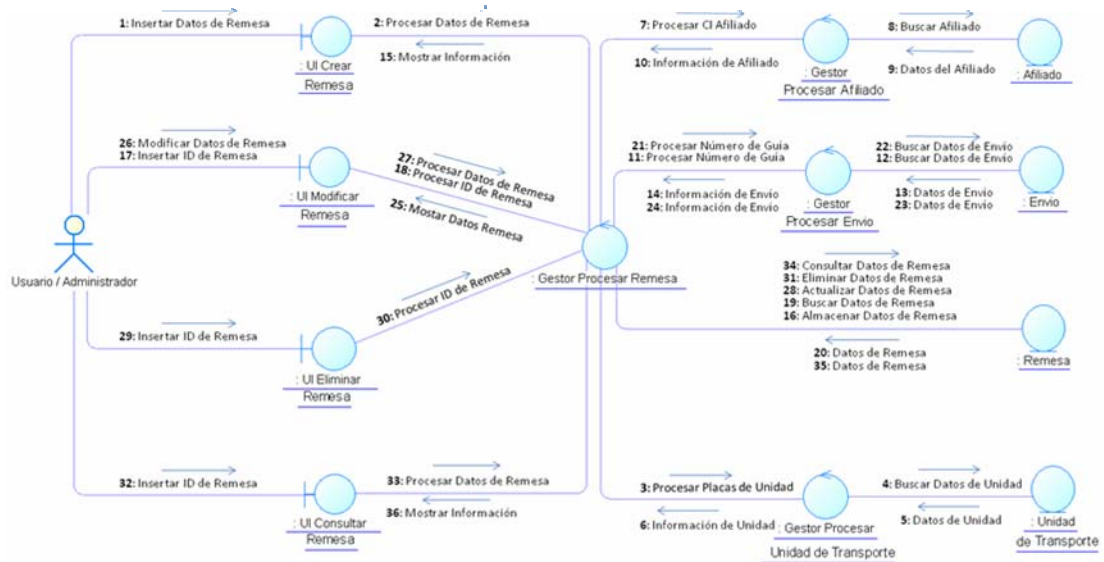 1: Insertar Datos de Remesa
2: Procesar Datos de Remesa
15: Mostrar Información
: UI Crear
Remesa
7: Procesar CI Afiliado
8: Buscar Afiliado
10: Información de Afiliado
9: Datos del Afiliado
: Gestor
Procesar Afiliado
: Afiliado
26: Modificar Datos de Remesa
17: Insertar ID de Remesa
27: Procesar Datos de Remesa
18: Procesar ID de Remesa
25: Mostar Datos Remesa
: UI Modificar
Remesa
21: Procesar Número de Guía
11: Procesar Número de Guía
22: Buscar Datos de Envio
12: Buscar Datos de Envio
14: Información de Envio
24: Información de Envio
13: Datos de Envio
23: Datos de Envio
: Gestor
Procesar Envio
: Envio
Usuario / Administrador
: Gestor Procesar Remesa
34: Consultar Datos de Remesa
31: Eliminar Datos de Remesa
28: Actualizar Datos de Remesa
19: Buscar Datos de Remesa
16: Almacenar Datos de Remesa
20: Datos de Remesa
35: Datos de Remesa
: Remesa
29: Insertar ID de Remesa
30: Procesar ID de Remesa
: UI Eliminar
Remesa
32: Insertar ID de Remesa
33: Procesar Datos de Remesa
36: Mostrar Información
: UI Consultar
Remesa
3: Procesar Placas de Unidad
4: Buscar Datos de Unidad
6: Información de Unidad
5: Datos de Unidad
: Gestor Procesar
Unidad de Transporte
: Unidad
de Transporte